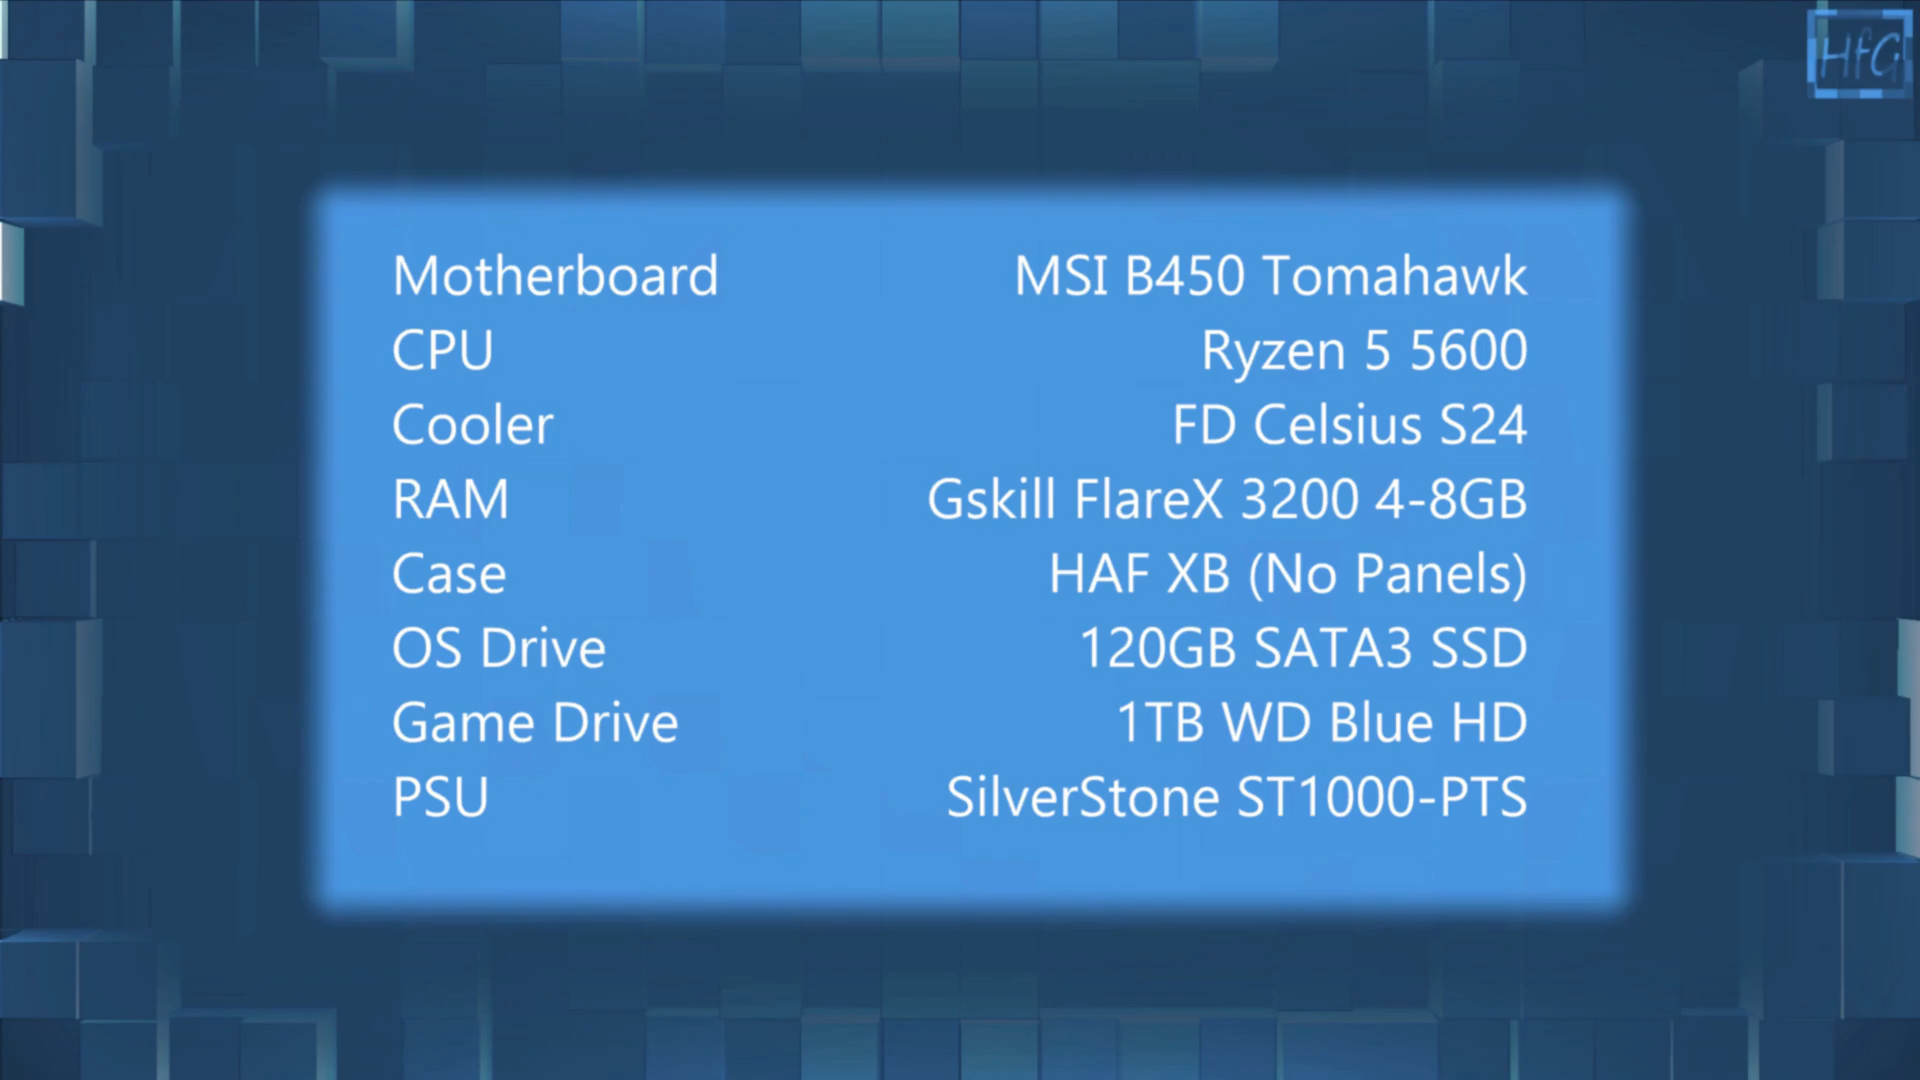 HfG
Motherboard MSI B450 Tomahawk
CPU Ryzen 5 5600
Cooler FD Celsius S24
RAM Gskill FlareX 3200 4-8GB
Case HAF XB (No Panels)
OS Drive 120GB SATA3 SSD
Game Drive 1TB WD Blue HD
PSU SilverStone ST1000-PTS